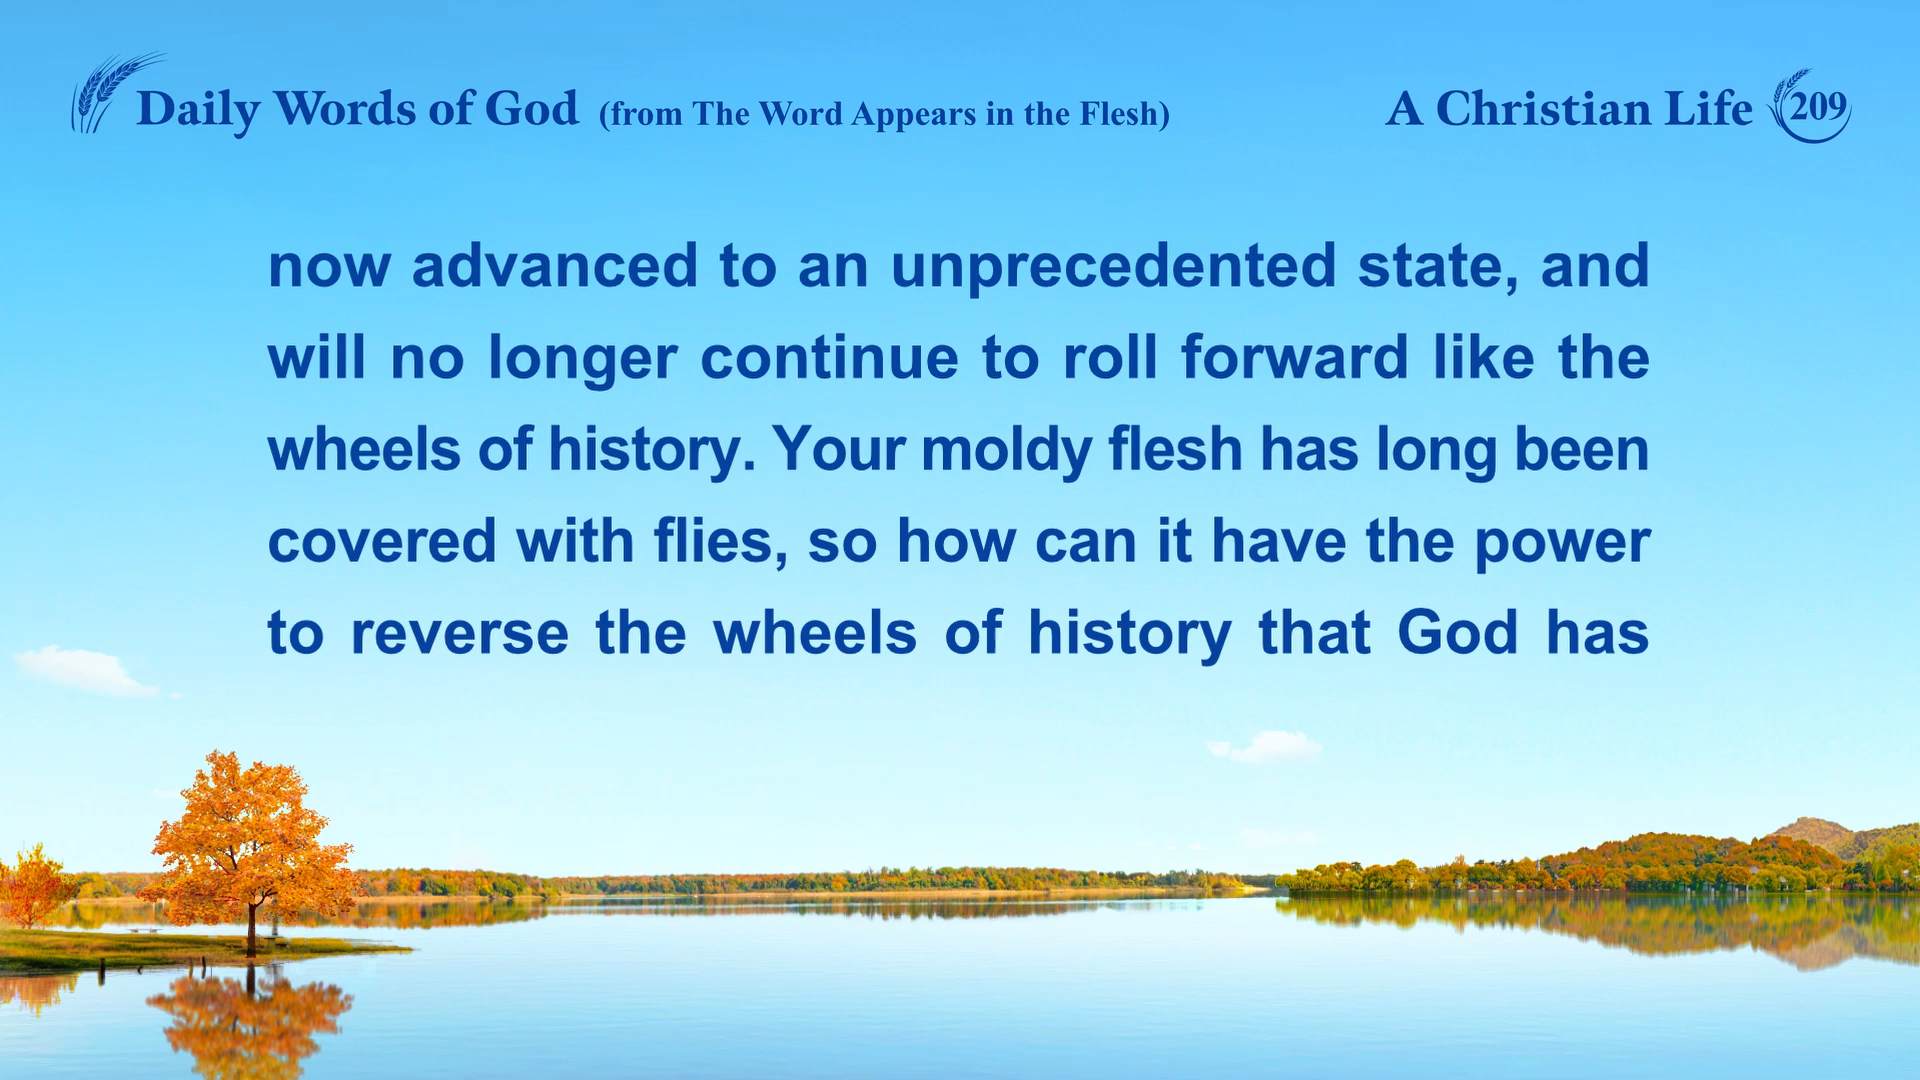 Daily Words of God (from The Word Appears in the Flesh)
A Christian Life 209
now advanced to an unprecedented state, and
will no longer continue to roll forward like the
wheels of history. Your moldy flesh has long been
covered with flies, so how can it have the power
to reverse the wheels of history that God has